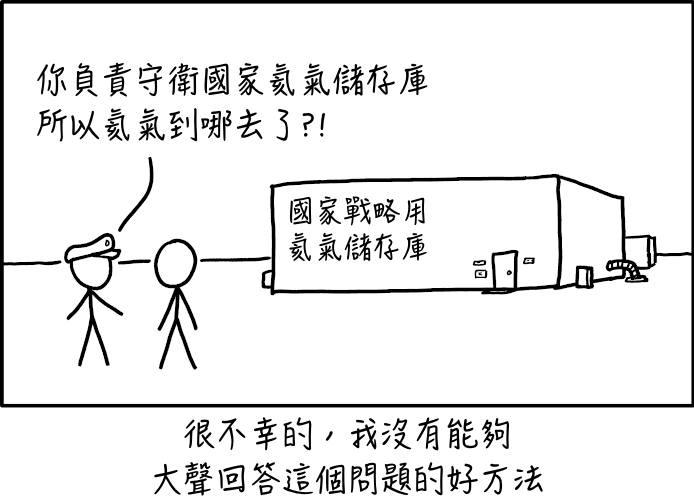 你負責守衛國家氦氣儲存庫
所以氦氣到哪去了?!
國家戰略用
氦氣儲存庫
很不幸的，我沒有能夠
大聲回答這個問題的好方法